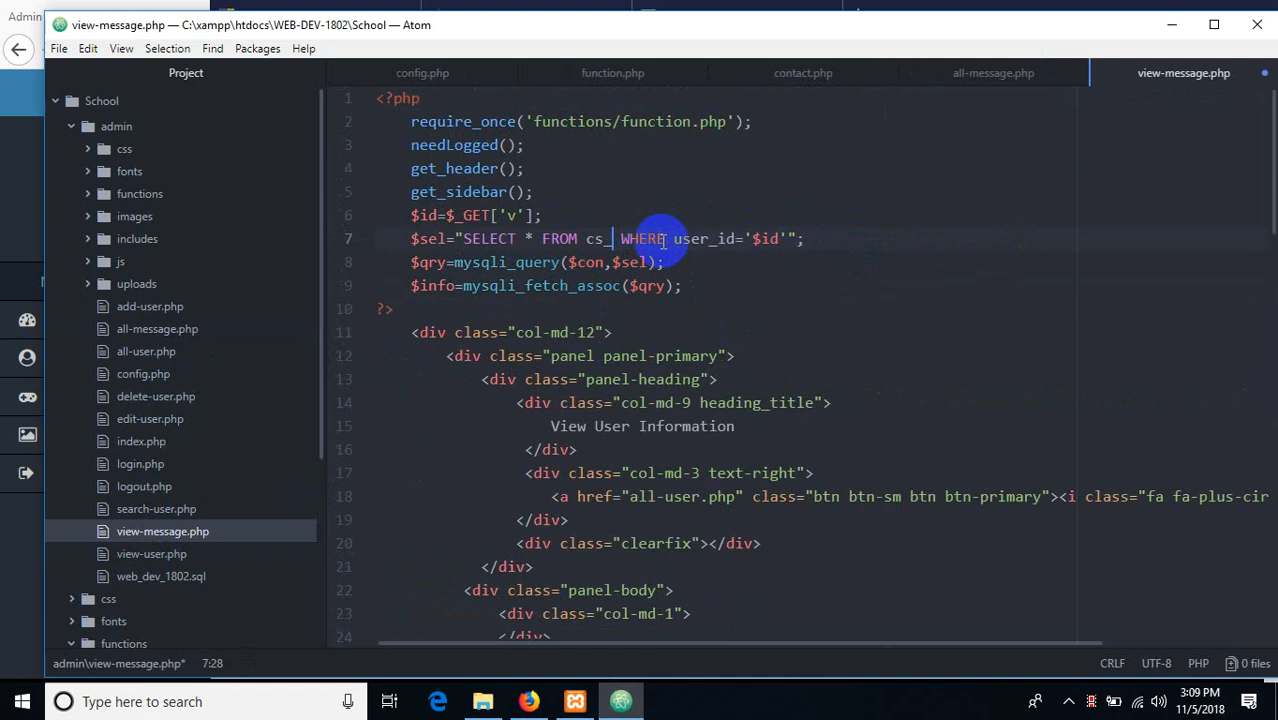 Admin
view-message.php — C:\xampp\htdocs\WEB-DEV-1802\School — Atom
File Edit View Selection Find Packages Help
Project
config.php function.php contact.php all-message.php view-message.php
School
admin
css
fonts
functions
images
includes
js
uploads
add-user.php
all-message.php
all-user.php
config.php
delete-user.php
edit-user.php
index.php
login.php
logout.php
search-user.php
view-message.php
view-user.php
web_dev_1802.sql
css
fonts
functions
1 <?php
2 require_once('functions/function.php');
3 needLogged();
4 get_header();
5 get_sidebar();
6 $id=$_GET['v'];
7 $sel="SELECT * FROM cs_ WHERE user_id='$id'";
8 $qry=mysqli_query($con,$sel);
9 $info=mysqli_fetch_assoc($qry);
10 ?>
11 <div class="col-md-12">
12 <div class="panel panel-primary">
13 <div class="panel-heading">
14 <div class="col-md-9 heading_title">
15 View User Information
16 </div>
17 <div class="col-md-3 text-right">
18 <a href="all-user.php" class="btn btn-sm btn btn-primary"><i class="fa fa-plus-cir
19 </div>
20 <div class="clearfix"></div>
21 </div>
22 <div class="panel-body">
23 <div class="col-md-1">
24 </div>
admin\view-message.php* 7:28 CRLF UTF-8 PHP 0 files
Type here to search
3:09 PM
11/5/2018